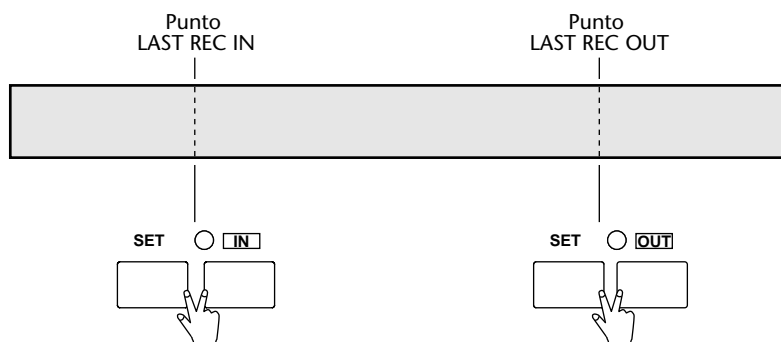 Punto
LAST REC IN
Punto
LAST REC OUT
SET IN
SET OUT